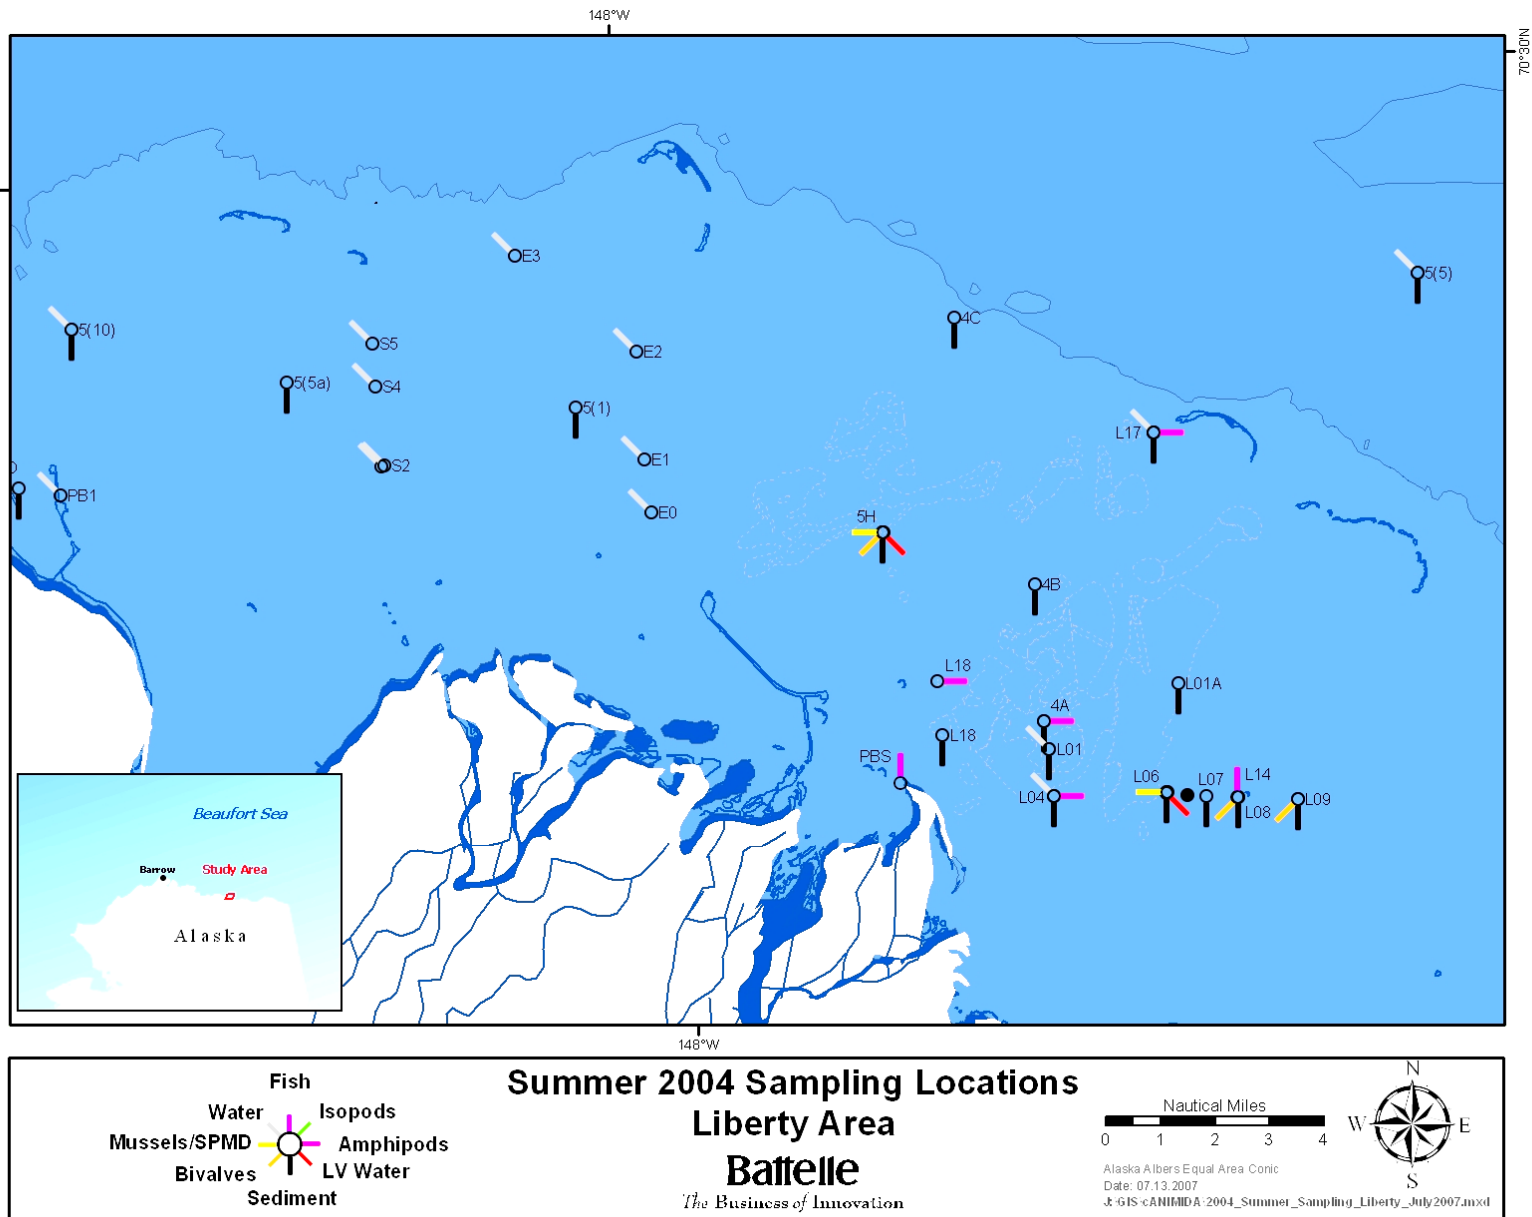 148°W
70°30'N
E3
5(5)
5(10)
S5
E2
4C
5(5a)
S4
5(1)
L17
E1
S2
PB1
E0
5H
4B
L18
L01A
4A
L18
L01
PBS
L06
L07
L14
L04
L08
L09
Beaufort Sea
Barrow
Study Area
Alaska
148°W
Fish
Water
Isopods
Mussels/SPMD
Amphipods
Bivalves
LV Water
Sediment
Summer 2004 Sampling Locations
Liberty Area
Battelle
The Business of Innovation
Nautical Miles
0 1 2 3 4
N
W
E
S
Alaska Albers Equal Area Conic
Date: 07.13.2007
J:\GIS\cANIMIDA\2004_Summer_Sampling_Liberty_July2007.mxd